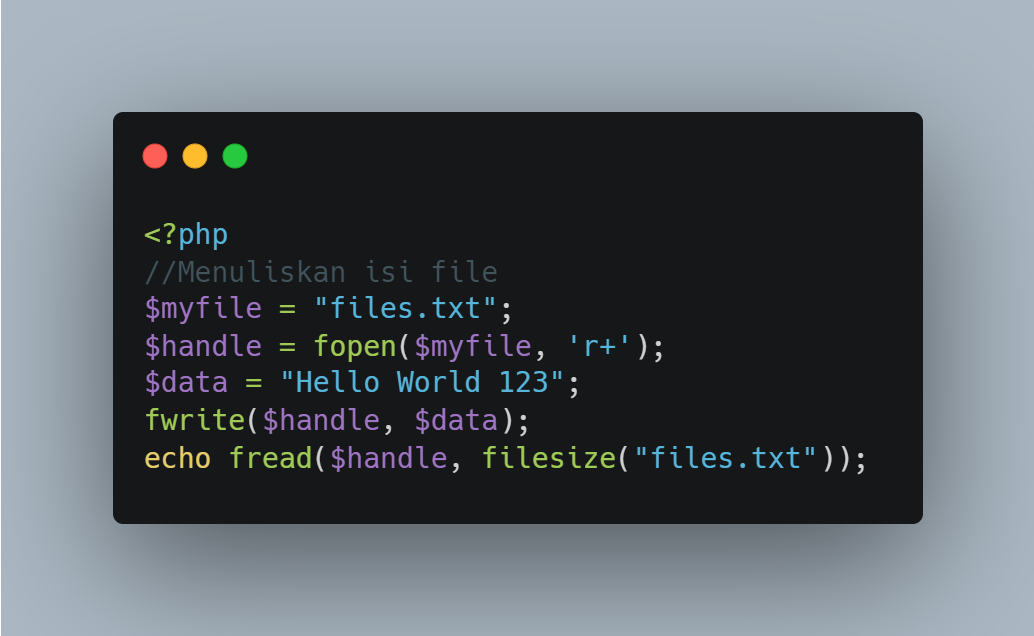 <?php
//Menuliskan isi file
$myfile = "files.txt";
$handle = fopen($myfile, 'r+');
$data = "Hello World 123";
fwrite($handle, $data);
echo fread($handle, filesize("files.txt"));